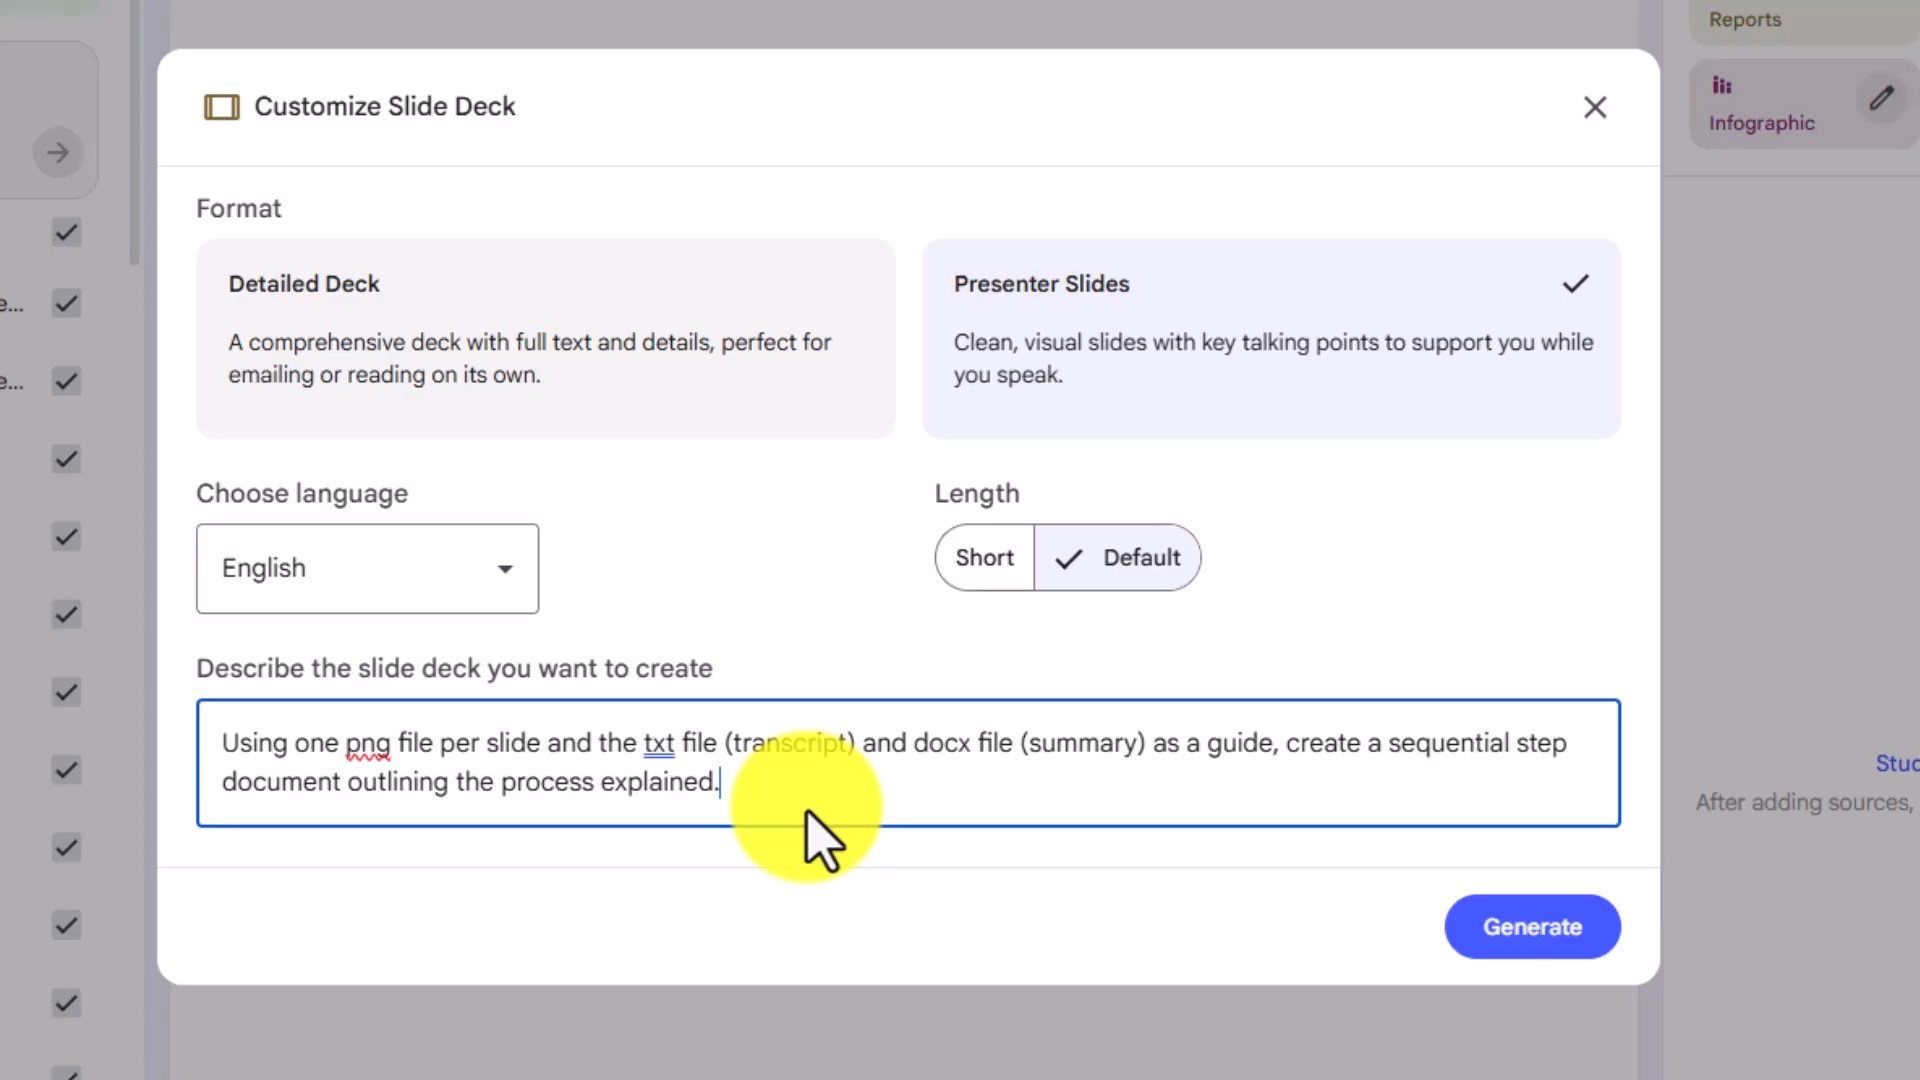 Reports
Infographic
Customize Slide Deck
Format
Detailed Deck
A comprehensive deck with full text and details, perfect for
emailing or reading on its own.
Presenter Slides
Clean, visual slides with key talking points to support you while
you speak.
Choose language
English
Length
Short
Default
Describe the slide deck you want to create
Using one png file per slide and the txt file (transcript) and docx file (summary) as a guide, create a sequential step
document outlining the process explained.
Generate
e...
e...
Stud
After adding sources,